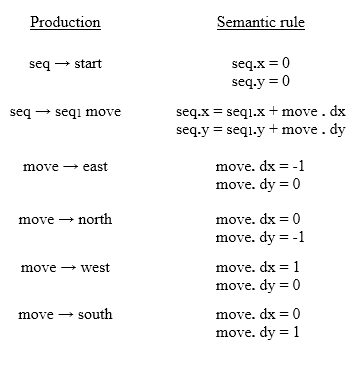 Production Semantic rule
seq → start seq.x = 0
seq.y = 0
seq → seq1 move seq.x = seq1.x + move . dx
seq.y = seq1.y + move . dy
move → east move. dx = -1
move. dy = 0
move → north move. dx = 0
move. dy = -1
move → west move. dx = 1
move. dy = 0
move → south move. dx = 0
move. dy = 1